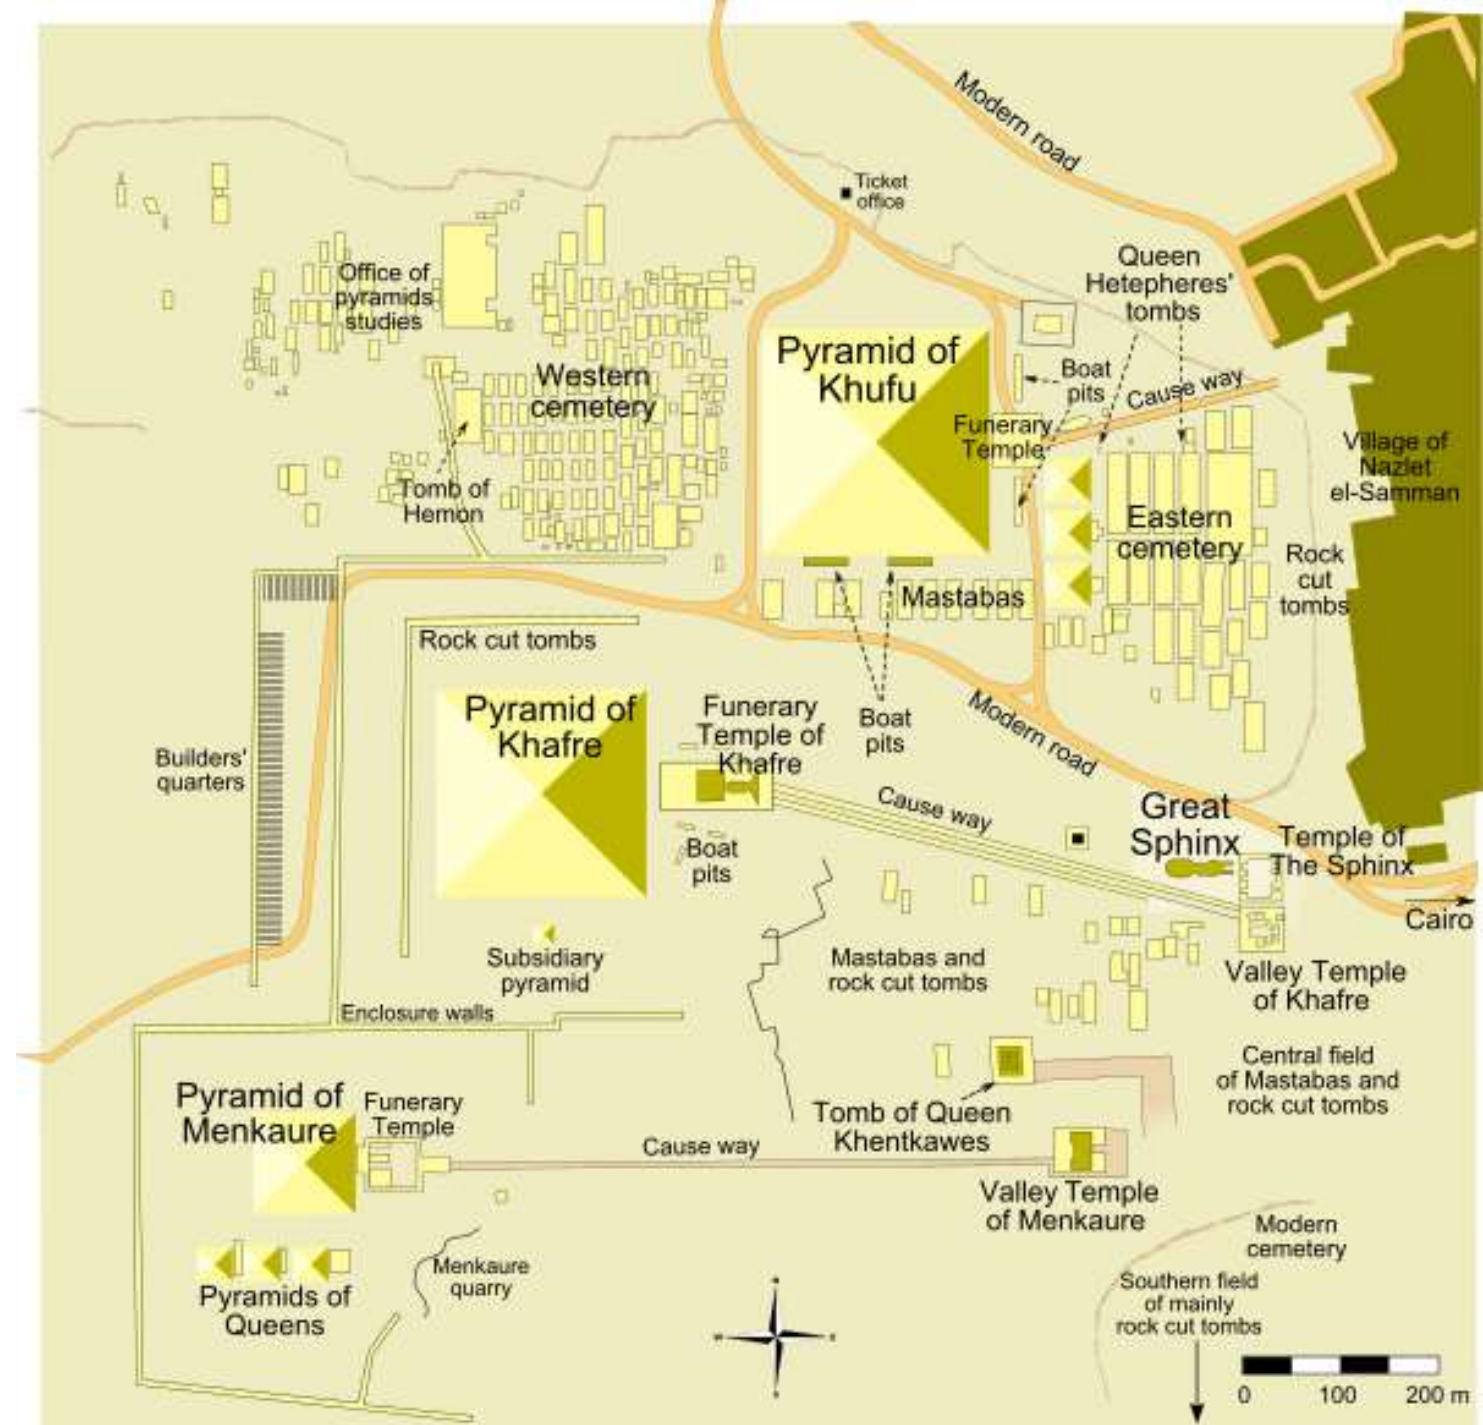 Modern road
Ticket
office
Queen
Hetepheres'
tombs
Office of
pyramids
studies
Pyramid of
Khufu
Boat
pits
Cause way
Western
cemetery
Funerary
Temple
Village of
Nazlet
el-Samman
Tomb of
Hemon
Eastern
cemetery
Rock
cut
tombs
Mastabas
Rock cut tombs
Pyramid of
Khafre
Funerary
Temple of
Khafre
Boat
pits
Modern road
Builders'
quarters
Cause way
Great
Sphinx
Temple of
The Sphinx
Boat
pits
Cairo
Subsidiary
pyramid
Mastabas and
rock cut tombs
Valley Temple
of Khafre
Enclosure walls
Central field
of Mastabas and
rock cut tombs
Pyramid of
Menkaure
Funerary
Temple
Tomb of Queen
Khentkawes
Cause way
Valley Temple
of Menkaure
Modern
cemetery
Menkaure
quarry
Pyramids of
Queens
Southern field
of mainly
rock cut tombs
0 100 200 m